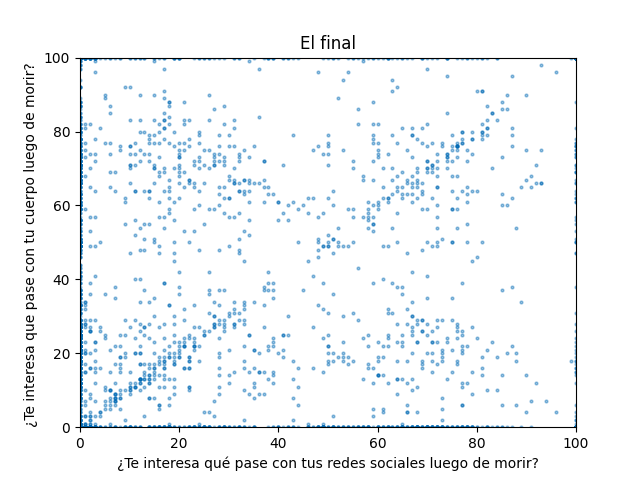 El final
¿Te interesa que pase con tu cuerpo luego de morir?
100
80
60
40
20
0
0 20 40 60 80 100
¿Te interesa qué pase con tus redes sociales luego de morir?